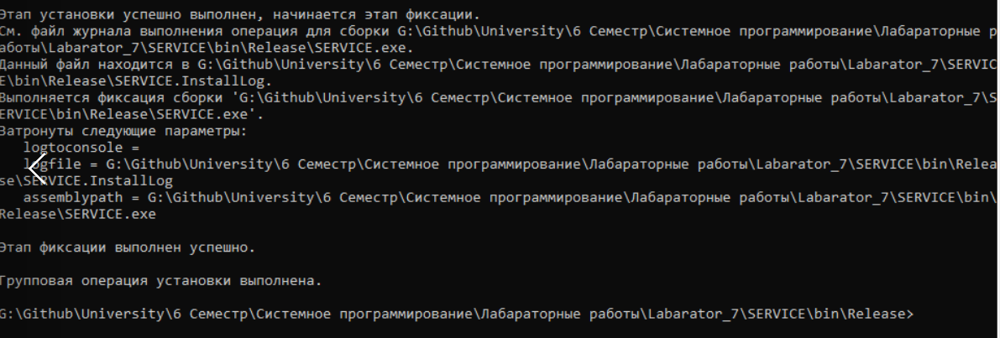 Этап установки успешно выполнен, начинается этап фиксации.
См. файл журнала выполнения операция для сборки G:\Github\University\6 Семестр\Системное программирование\Лабараторные р
аботы\Labarator_7\SERVICE\bin\Release\SERVICE.exe.
Данный файл находится в G:\Github\University\6 Семестр\Системное программирование\Лабараторные работы\Labarator_7\SERVIC
E\bin\Release\SERVICE.InstallLog.
Выполняется фиксация сборки 'G:\Github\University\6 Семестр\Системное программирование\Лабараторные работы\Labarator_7\S
ERVICE\bin\Release\SERVICE.exe'.
Затронуты следующие параметры:
logtoconsole =
logfile = G:\Github\University\6 Семестр\Системное программирование\Лабараторные работы\Labarator_7\SERVICE\bin\Relea
se\SERVICE.InstallLog
assemblypath = G:\Github\University\6 Семестр\Системное программирование\Лабараторные работы\Labarator_7\SERVICE\bin\
Release\SERVICE.exe
Этап фиксации выполнен успешно.
Групповая операция установки выполнена.
G:\Github\University\6 Семестр\Системное программирование\Лабараторные работы\Labarator_7\SERVICE\bin\Release>